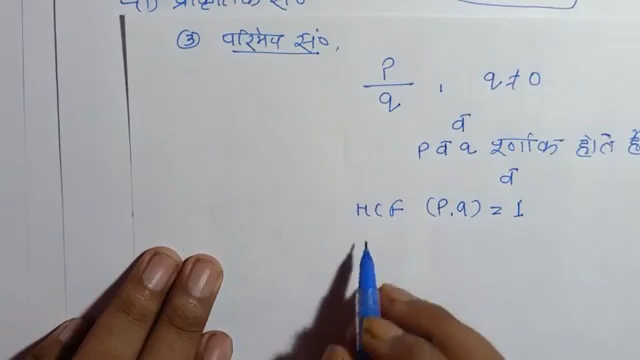 ③ परिमेय सं०,
P/q , q ≠ 0
व
P व q पूर्णांक होते हैं
व
HCF (P,q) = 1